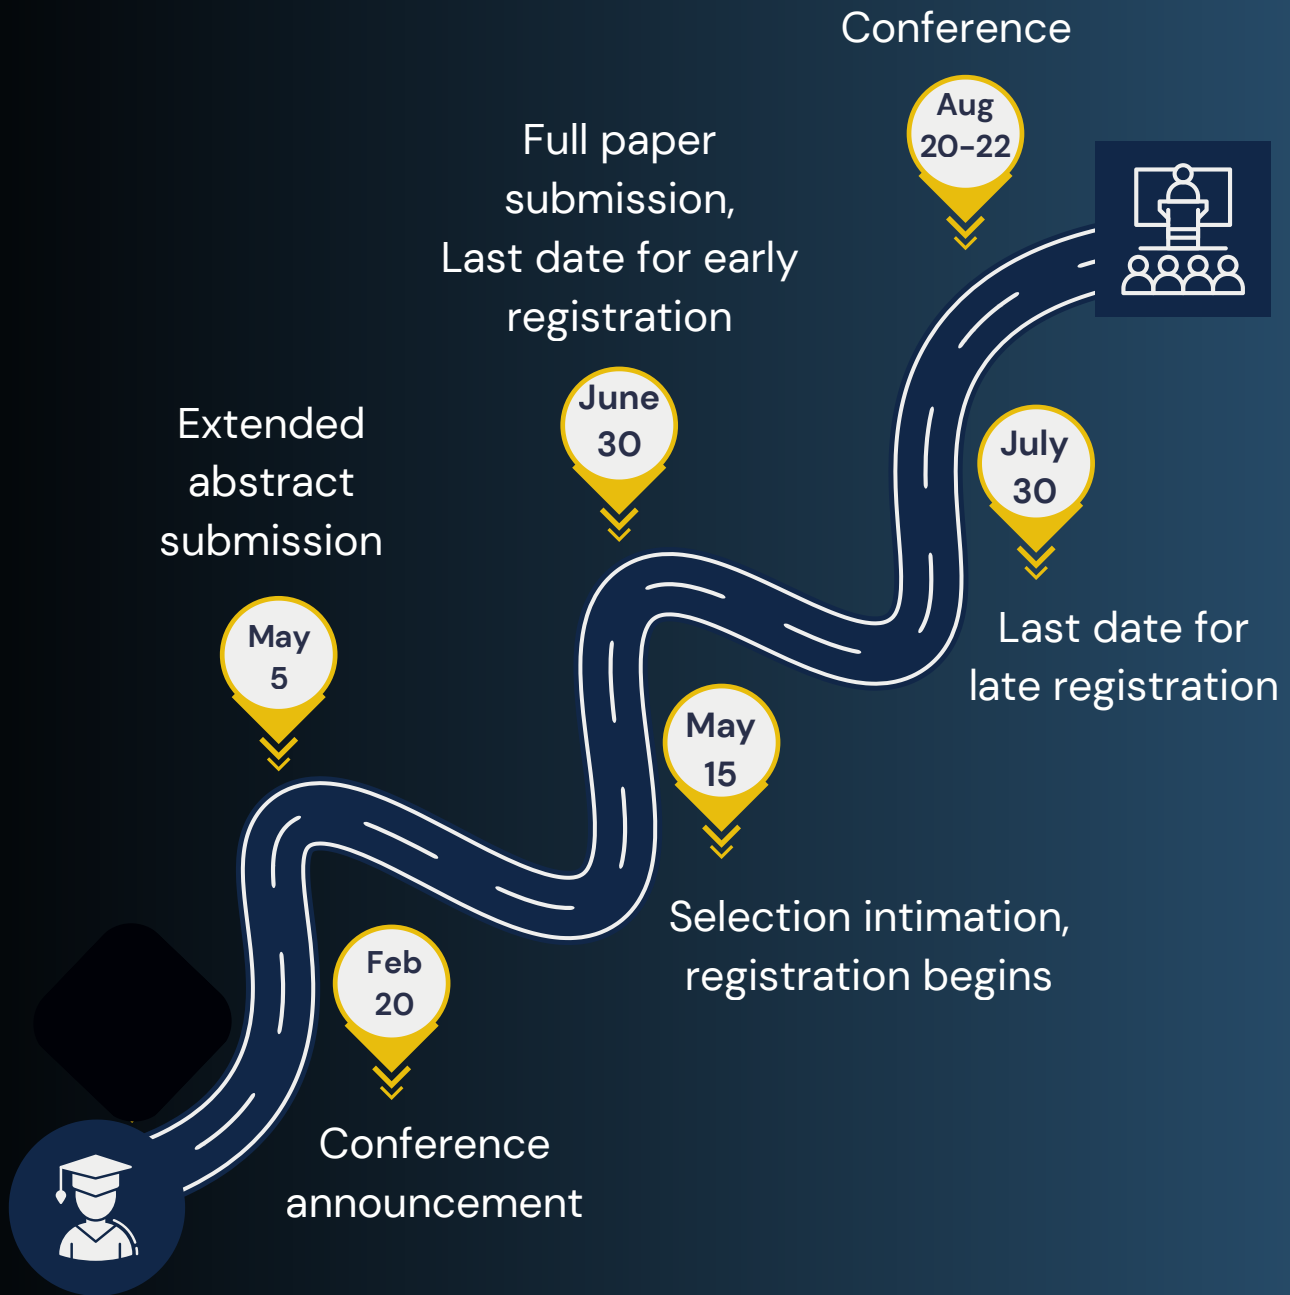 Conference
Aug
20-22
Full paper
submission,
Last date for early
registration
June
30
Extended
abstract
submission
July
30
Last date for
late registration
May
5
May
15
Selection intimation,
registration begins
Feb
20
Conference
announcement